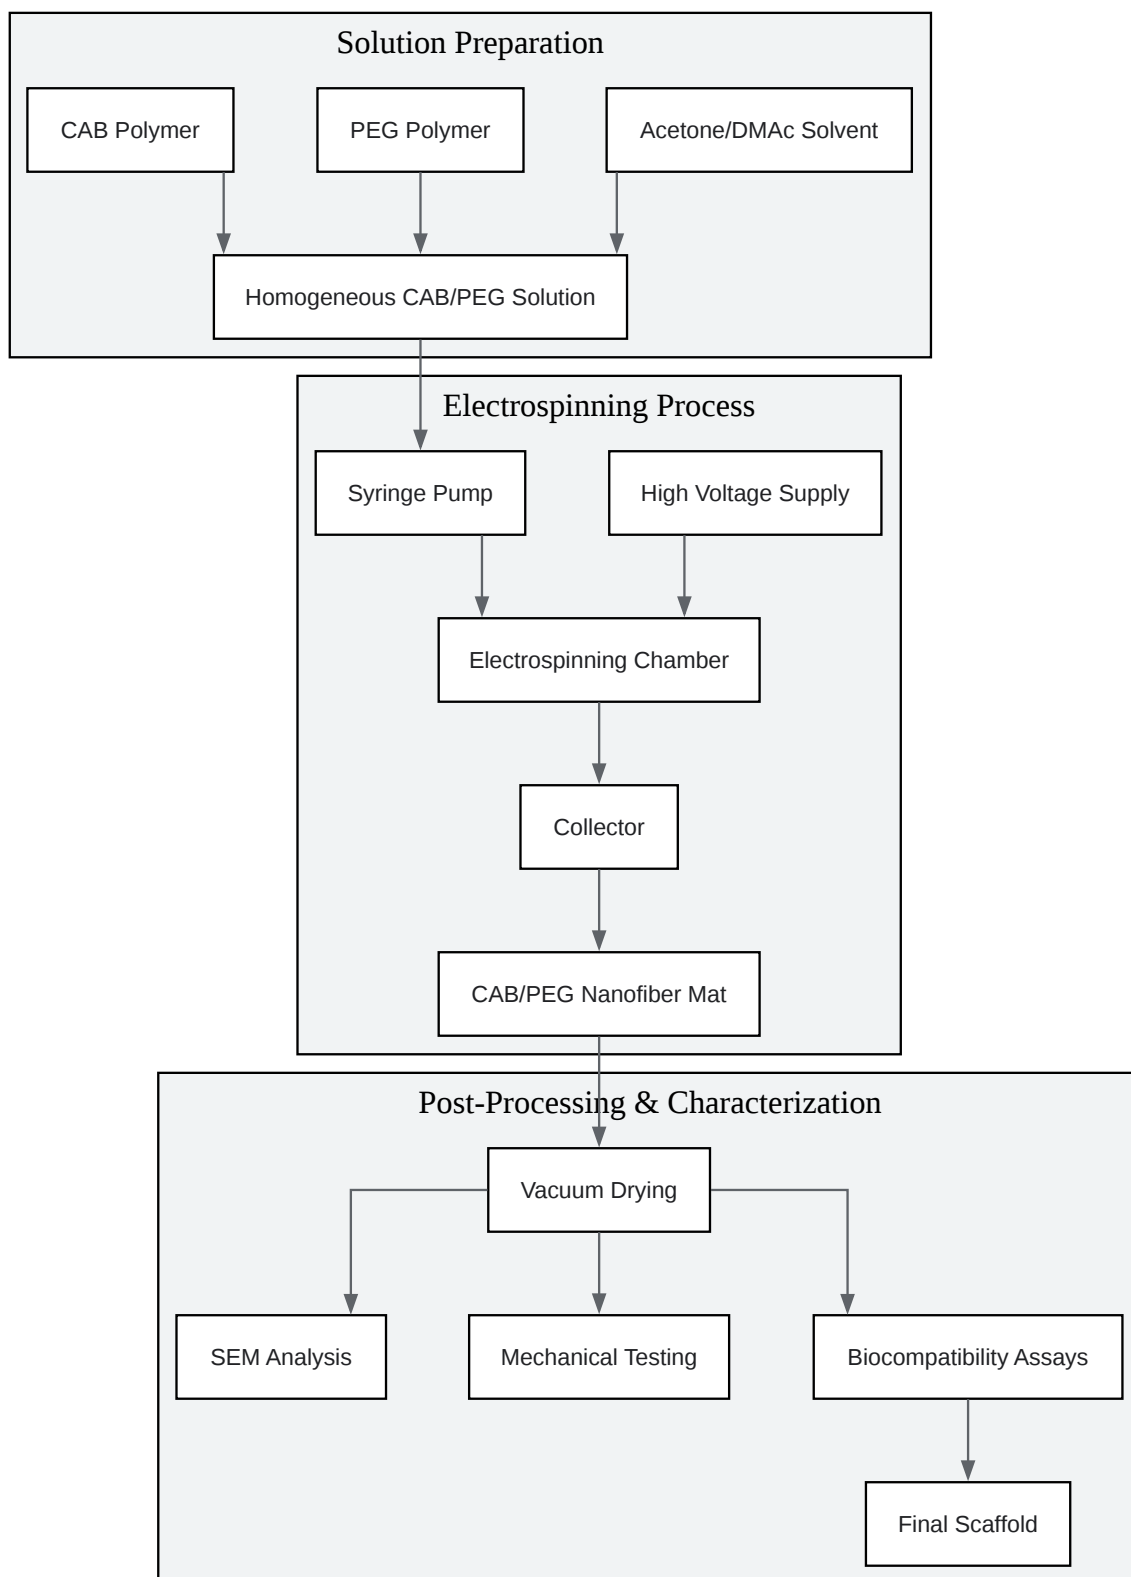 Solution Preparation
CAB Polymer
PEG Polymer
Acetone/DMAc Solvent
Homogeneous CAB/PEG Solution
Electrospinning Process
Syringe Pump
High Voltage Supply
Electrospinning Chamber
Collector
CAB/PEG Nanofiber Mat
Post-Processing & Characterization
Vacuum Drying
SEM Analysis
Mechanical Testing
Biocompatibility Assays
Final Scaffold